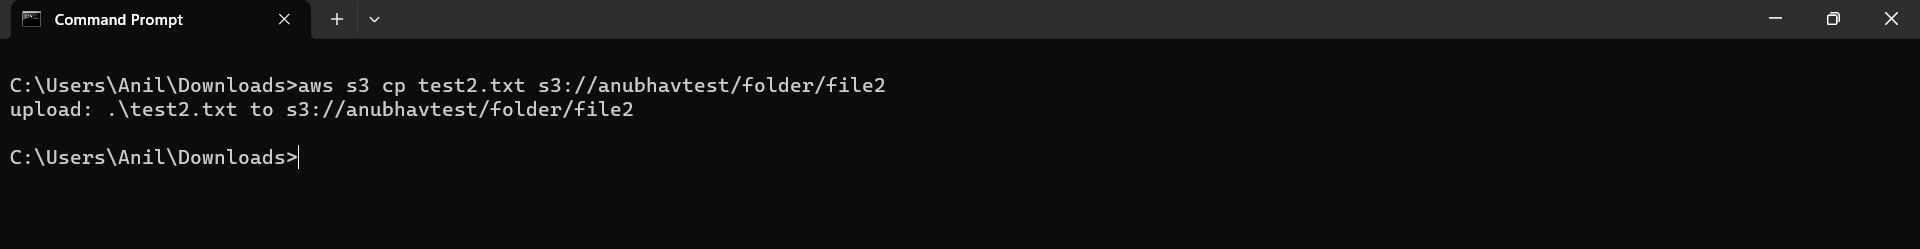 Command Prompt
C:\Users\Anil\Downloads>aws s3 cp test2.txt s3://anubhavtest/folder/file2
upload: .\test2.txt to s3://anubhavtest/folder/file2
C:\Users\Anil\Downloads>